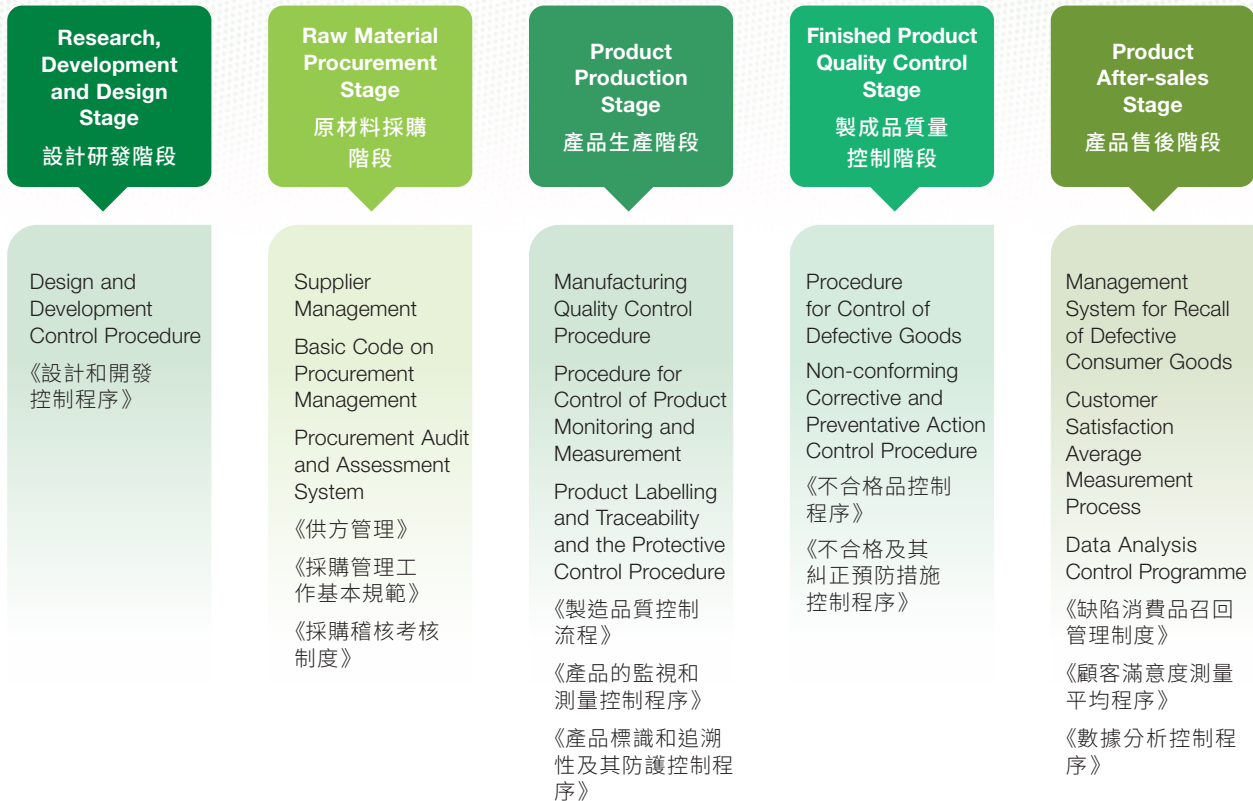 Research,
Development
and Design
Stage
設計研發階段
Design and
Development
Control Procedure
《設計和開發
控制程序》
Raw Material
Procurement
Stage
原材料採購
階段
Supplier
Management
Basic Code on
Procurement
Management
Procurement Audit
and Assessment
System
《供方管理》
《採購管理工
作基本規範》
《採購稽核考核
制度》
Product
Production
Stage
產品生產階段
Manufacturing
Quality Control
Procedure
Procedure for
Control of Product
Monitoring and
Measurement
Product Labelling
and Traceability
and the Protective
Control Procedure
《製造品質控制
流程》
《產品的監視和
測量控制程序》
《產品標識和追溯
性及其防護控制程
序》
Finished Product
Quality Control
Stage
製成品質量
控制階段
Procedure
for Control of
Defective Goods
Non-conforming
Corrective and
Preventative Action
Control Procedure
《不合格品控制
程序》
《不合格及其
糾正預防措施
控制程序》
Product
After-sales
Stage
產品售後階段
Management
System for Recall
of Defective
Consumer Goods
Customer
Satisfaction
Average
Measurement
Process
Data Analysis
Control Programme
《缺陷消費品召回
管理制度》
《顧客滿意度測量
平均程序》
《數據分析控制程
序》